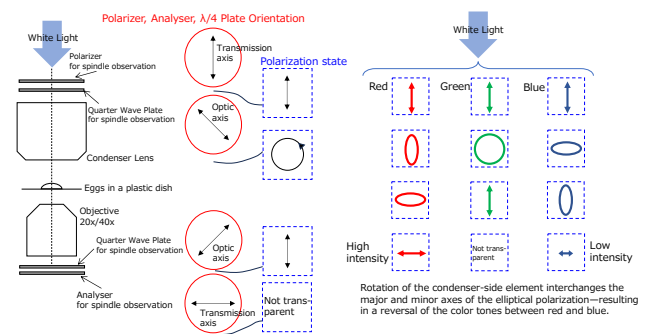 Polarizer, Analyser, λ/4 Plate Orientation
White Light
Polarizer
for spindle observation
Quarter Wave Plate
for spindle observation
Condenser Lens
Eggs in a plastic dish
Objective
20x/40x
Quarter Wave Plate
for spindle observation
Analyser
for spindle observation
Transmission
axis
Polarization state
Optic
axis
Optic
axis
Transmission
axis
Not trans-
parent
White Light
Red
Green
Blue
High
intensity
Not trans-
parent
Low
intensity
Rotation of the condenser-side element interchanges the
major and minor axes of the elliptical polarization—resulting
in a reversal of the color tones between red and blue.